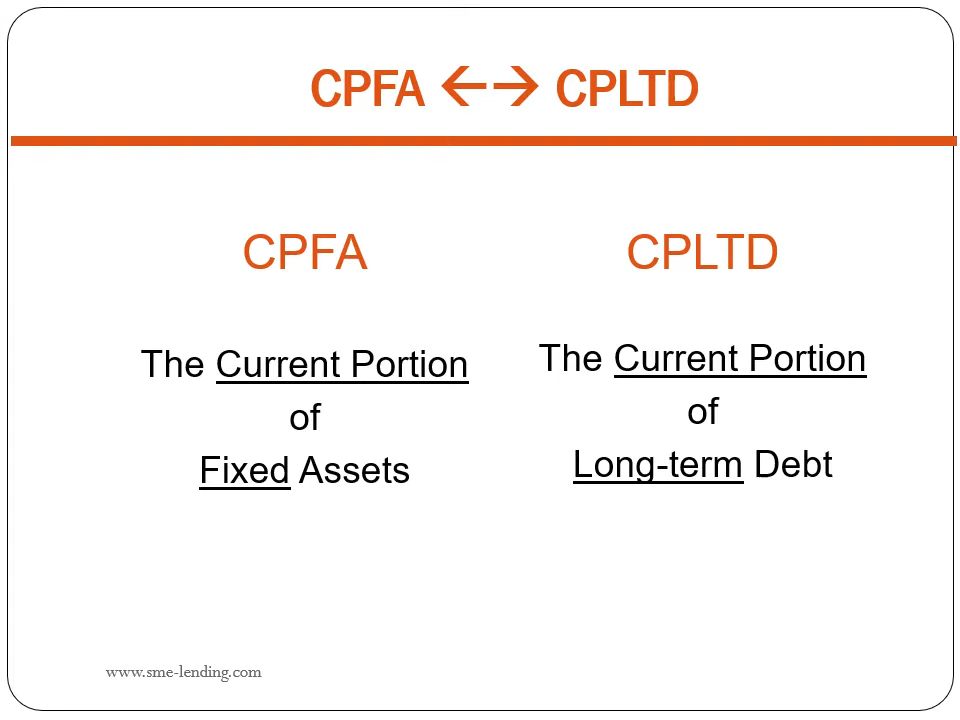 CPFA ←→ CPLTD
CPFA
The Current Portion
of
Fixed Assets
CPLTD
The Current Portion
of
Long-term Debt
www.sme-lending.com